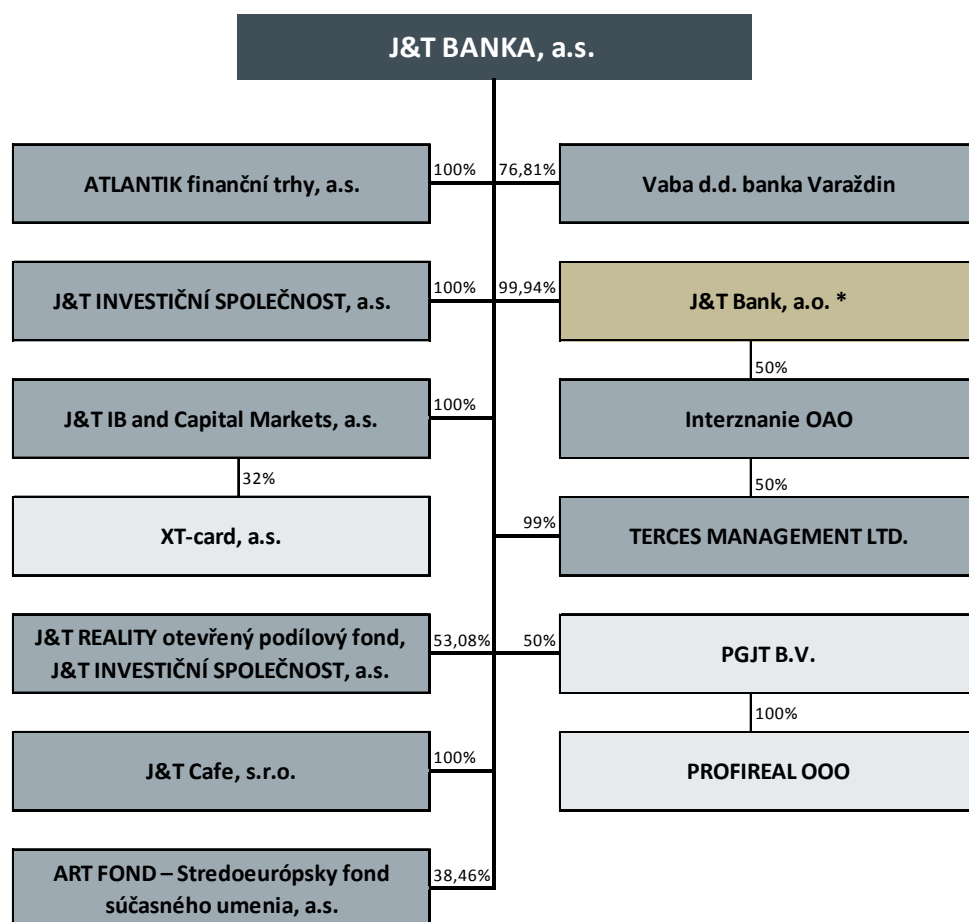 J&T BANKA, a.s.
ATLANTIK finanční trhy, a.s.
100%
76,81%
Vaba d.d. banka Varaždin
J&T INVESTIČNÍ SPOLEČNOST, a.s.
100%
99,94%
J&T Bank, a.o. *
50%
J&T IB and Capital Markets, a.s.
100%
Interznanie OAO
32%
50%
XT-card, a.s.
99%
TERCES MANAGEMENT LTD.
J&T REALITY otevřený podílový fond,
J&T INVESTIČNÍ SPOLEČNOST, a.s.
53,08%
50%
PGJT B.V.
100%
J&T Cafe, s.r.o.
100%
PROFIREAL OOO
ART FOND – Stredoeurópsky fond
súčasného umenia, a.s.
38,46%